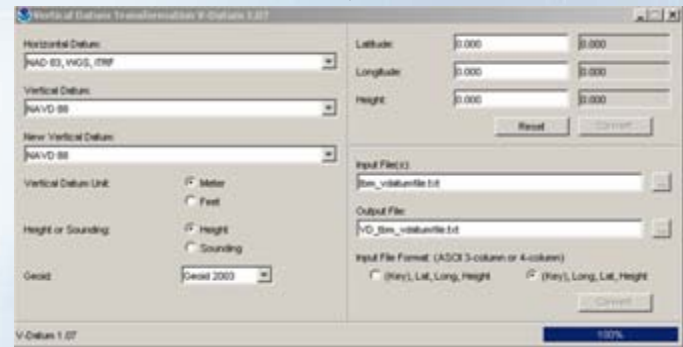 Vertical Datum Transformation V-Datum 1.07
Horizontal Datum:
NAD 83, WGS, ITRF
Vertical Datum:
NAVD 88
New Vertical Datum:
NAVD 88
Vertical Datum Unit:
Meter
Feet
Height or Sounding:
Height
Sounding
Geoid:
Geoid 2003
Latitude:
0.000
0.000
Longitude:
0.000
0.000
Height:
0.000
0.000
Reset
Convert
Input File(s):
tbm_vdatumfile.txt
...
Output File:
VD_tbm_vdatumfile.txt
...
Input File Format: (ASCII 3-column or 4-column)
(Key), Lat, Long, Height
(Key), Long, Lat, Height
Convert
V-Datum 1.07
100%